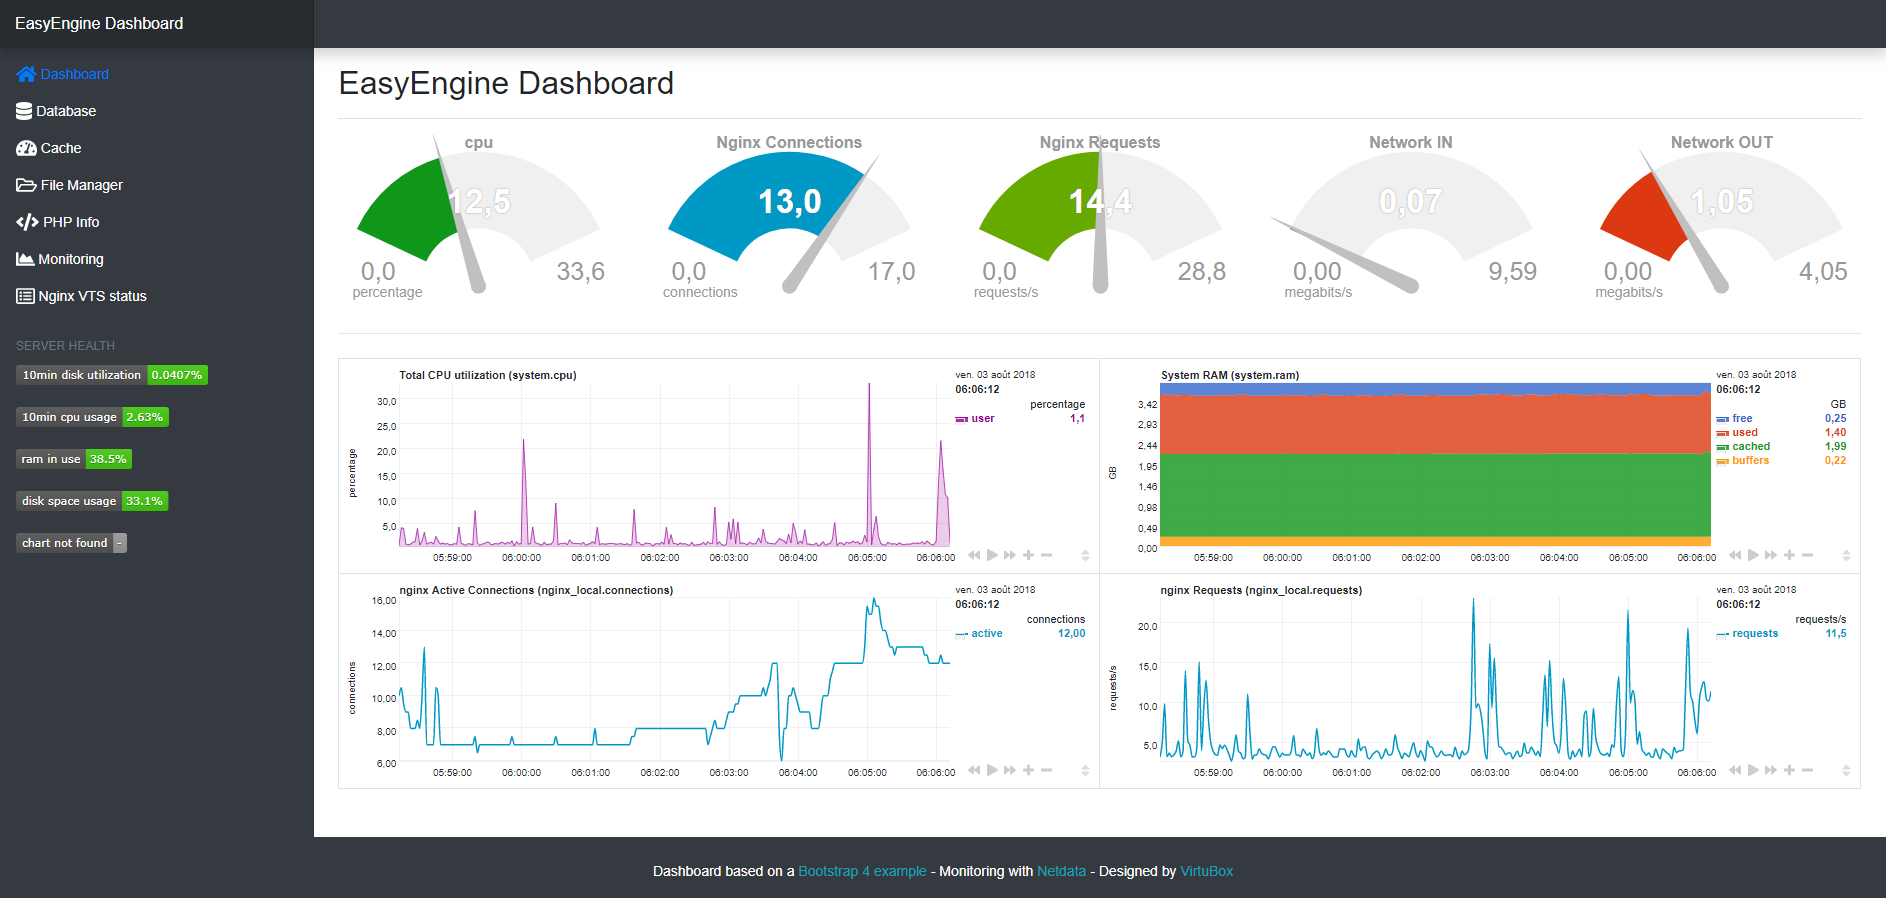 EasyEngine Dashboard
Dashboard
Database
Cache
File Manager
PHP Info
Monitoring
Nginx VTS status
SERVER HEALTH
10min disk utilization 0.0407%
10min cpu usage 2.63%
ram in use 38.5%
disk space usage 33.1%
chart not found -
EasyEngine Dashboard
cpu
12,5
0,0 33,6
percentage
Nginx Connections
13,0
0,0 17,0
connections
Nginx Requests
14,4
0,0 28,8
requests/s
Network IN
0,07
0,00 9,59
megabits/s
Network OUT
1,05
0,00 4,05
megabits/s
Total CPU utilization (system.cpu)
percentage
30,0
25,0
20,0
15,0
10,0
5,0
05:59:00 06:00:00 06:01:00 06:02:00 06:03:00 06:04:00 06:05:00 06:06:00
ven. 03 août 2018
06:06:12
percentage
user 1,1
System RAM (system.ram)
GB
3,42
2,93
2,44
1,95
1,46
0,98
0,49
0,00
05:59:00 06:00:00 06:01:00 06:02:00 06:03:00 06:04:00 06:05:00 06:06:00
ven. 03 août 2018
06:06:12
GB
free 0,25
used 1,40
cached 1,99
buffers 0,22
nginx Active Connections (nginx_local.connections)
connections
16,00
14,00
12,00
10,00
8,00
6,00
05:59:00 06:00:00 06:01:00 06:02:00 06:03:00 06:04:00 06:05:00 06:06:00
ven. 03 août 2018
06:06:12
connections
active 12,00
nginx Requests (nginx_local.requests)
requests/s
20,0
15,0
10,0
5,0
05:59:00 06:00:00 06:01:00 06:02:00 06:03:00 06:04:00 06:05:00 06:06:00
ven. 03 août 2018
06:06:12
requests/s
requests 11,5
Dashboard based on a Bootstrap 4 example - Monitoring with Netdata - Designed by VirtuBox